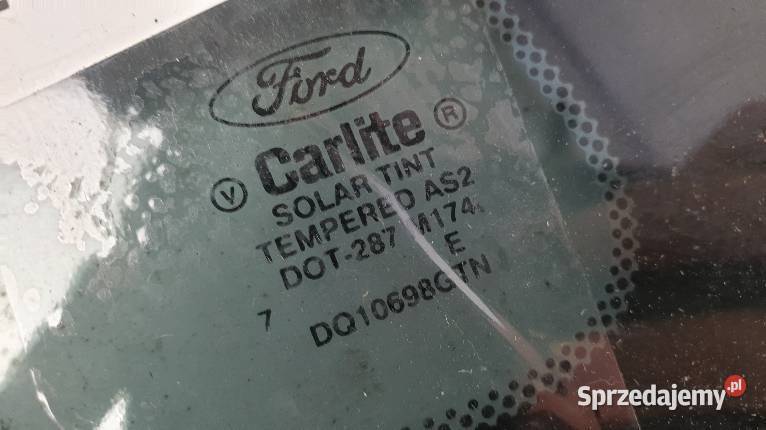 Ford
V Carlite R
SOLAR TINT
TEMPERED AS2
DOT-287 M174
E
7 DQ10698GTN
Sprzedajemy.pl